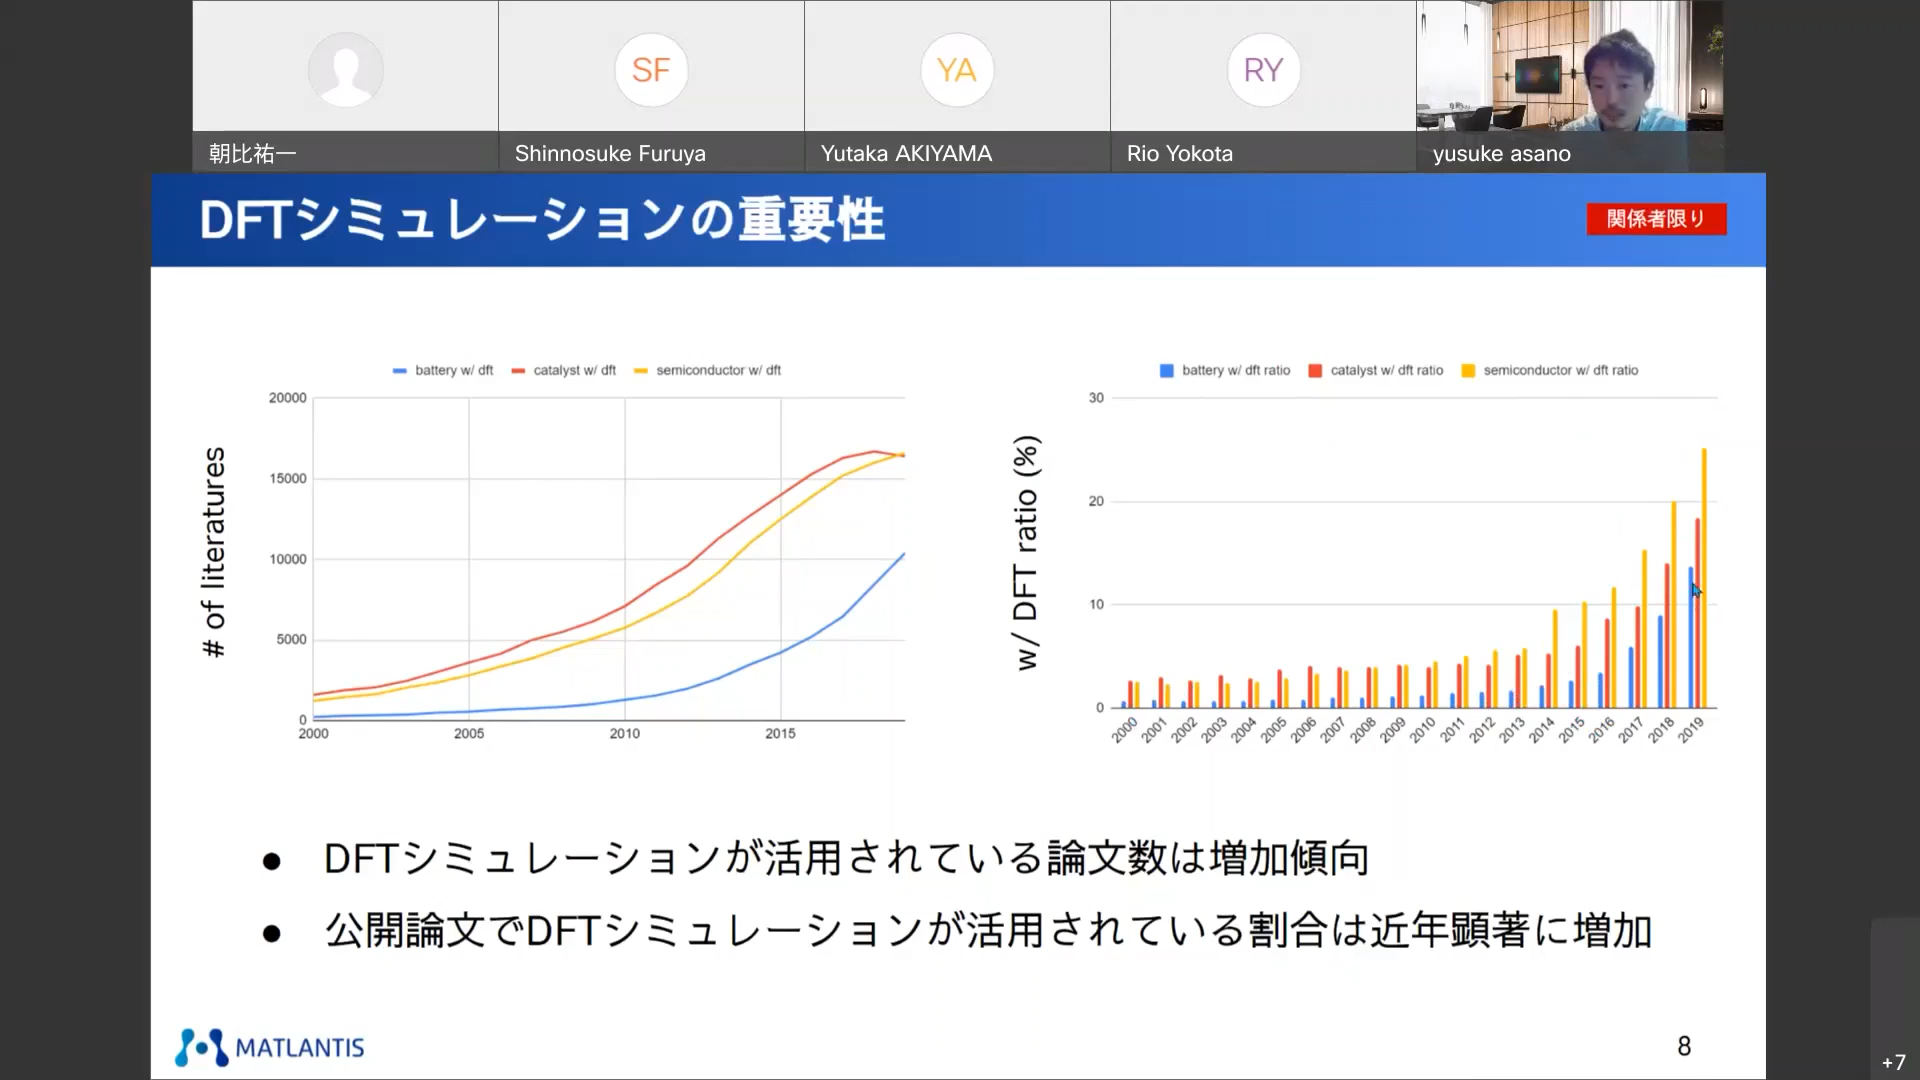 SF
YA
RY
朝比祐一
Shinnosuke Furuya
Yutaka AKIYAMA
Rio Yokota
yusuke asano
DFTシミュレーションの重要性
関係者限り
battery w/ dft
catalyst w/ dft
semiconductor w/ dft
# of literatures
20000
15000
10000
5000
0
2000
2005
2010
2015
battery w/ dft ratio
catalyst w/ dft ratio
semiconductor w/ dft ratio
w/ DFT ratio (%)
30
20
10
0
2000
2001
2002
2003
2004
2005
2006
2007
2008
2009
2010
2011
2012
2013
2014
2015
2016
2017
2018
2019
● DFTシミュレーションが活用されている論文数は増加傾向
● 公開論文でDFTシミュレーションが活用されている割合は近年顕著に増加
MATLANTIS
8
+7